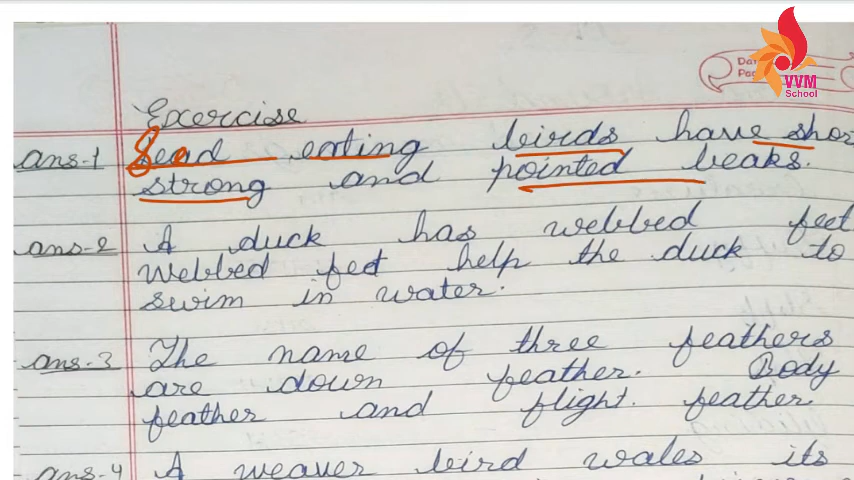 Exercise
ans-1 Sead eating birds have shor
strong and pointed beaks.
ans-2 A duck has webbed feet
webbed feet help the duck to
swim in water.
ans-3 The name of three feathers
are down feather. Body
feather and flight. feather.
ans-4 A weaver bird wales its
VVM
School